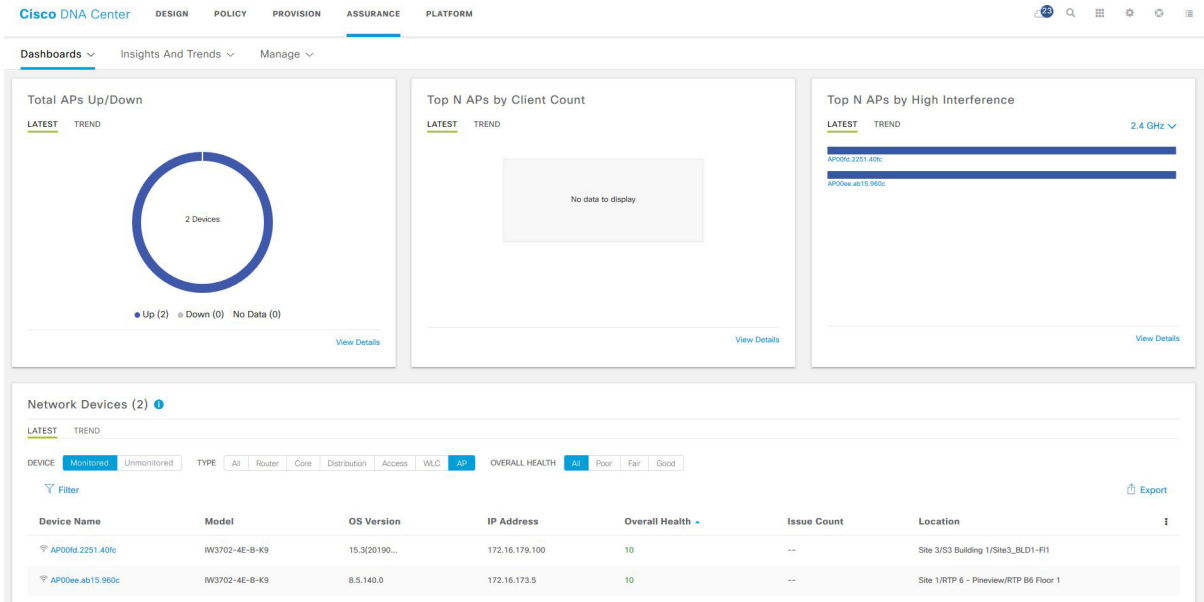 Cisco DNA Center DESIGN POLICY PROVISION ASSURANCE PLATFORM 23
Dashboards Insights And Trends Manage
Total APs Up/Down
LATEST TREND
2 Devices
Up (2) Down (0) No Data (0)
View Details
Top N APs by Client Count
LATEST TREND
No data to display
View Details
Top N APs by High Interference
LATEST TREND 2.4 GHz
AP00fd.2251.40fc
AP00ee.ab15.960c
View Details
Network Devices (2)
LATEST TREND
DEVICE Monitored Unmonitored TYPE All Router Core Distribution Access WLC AP OVERALL HEALTH All Poor Fair Good
Filter Export
Device Name Model OS Version IP Address Overall Health Issue Count Location
AP00fd.2251.40fc IW3702-4E-B-K9 15.3(20190... 172.16.179.100 10 -- Site 3/S3 Building 1/Site3_BLD1-Fl1
AP00ee.ab15.960c IW3702-4E-B-K9 8.5.140.0 172.16.173.5 10 -- Site 1/RTP 6 - Pineview/RTP B6 Floor 1